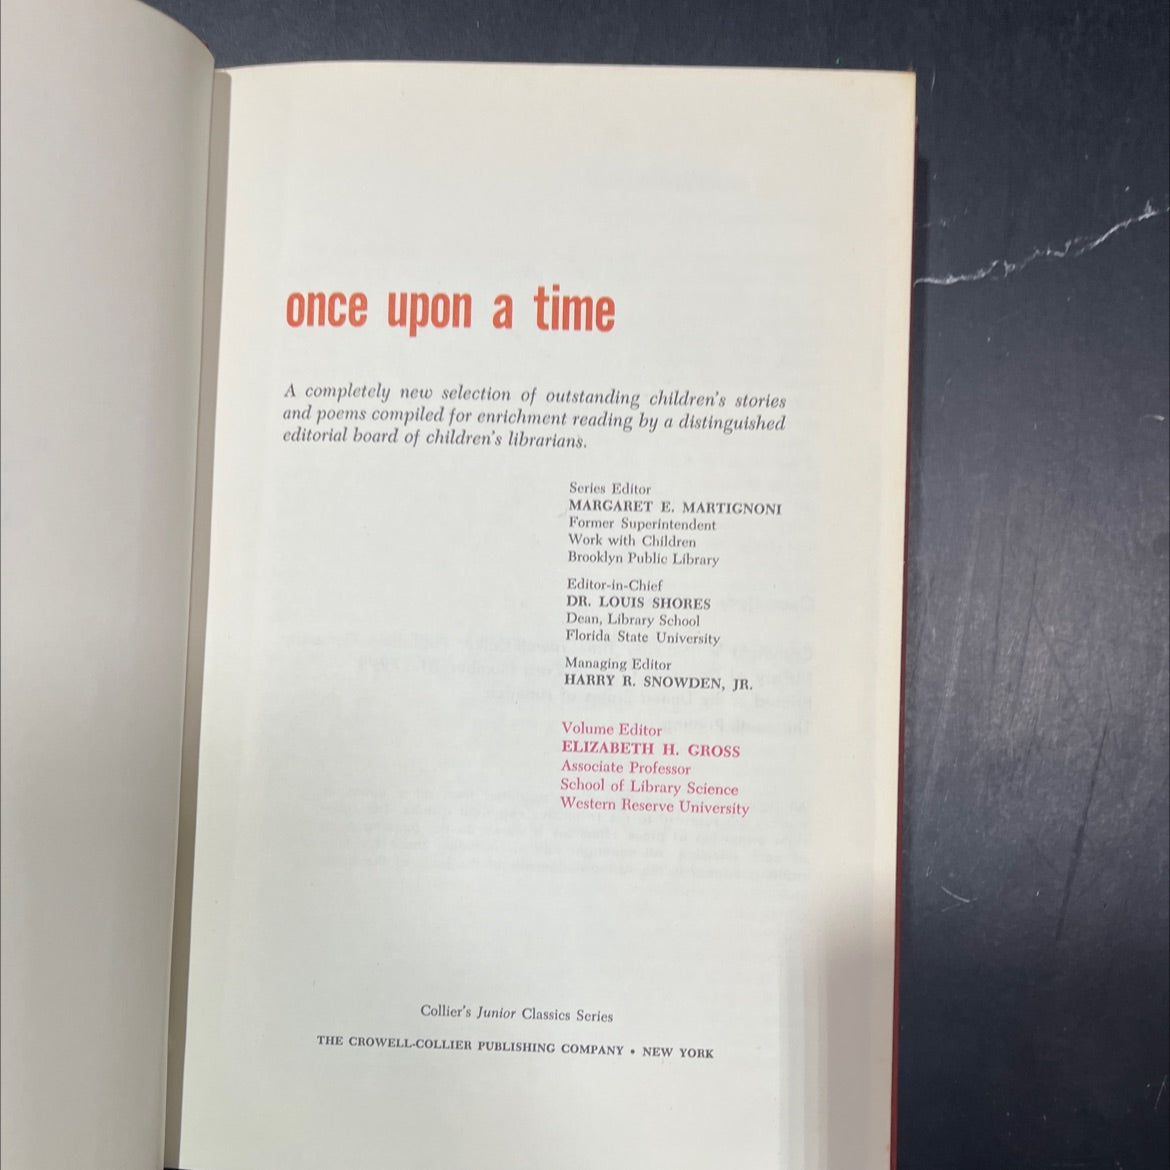 once upon a time
A completely new selection of outstanding children's stories
and poems compiled for enrichment reading by a distinguished
editorial board of children's librarians.
Series Editor
MARGARET E. MARTIGNONI
Former Superintendent
Work with Children
Brooklyn Public Library
Editor-in-Chief
DR. LOUIS SHORES
Dean, Library School
Florida State University
Managing Editor
HARRY R. SNOWDEN, JR.
Volume Editor
ELIZABETH H. GROSS
Associate Professor
School of Library Science
Western Reserve University
Collier's Junior Classics Series
THE CROWELL-COLLIER PUBLISHING COMPANY • NEW YORK